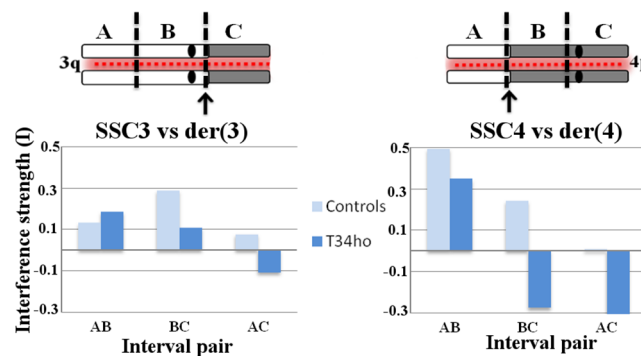 A B C
A B C
3q
4p
SSC3 vs der(3)
SSC4 vs der(4)
Interference strength (I)
0.5
0.3
0.1
−0.1
−0.3
AB BC AC
Interval pair
Controls
T34ho
0.5
0.3
0.1
−0.1
−0.3
AB BC AC
Interval pair